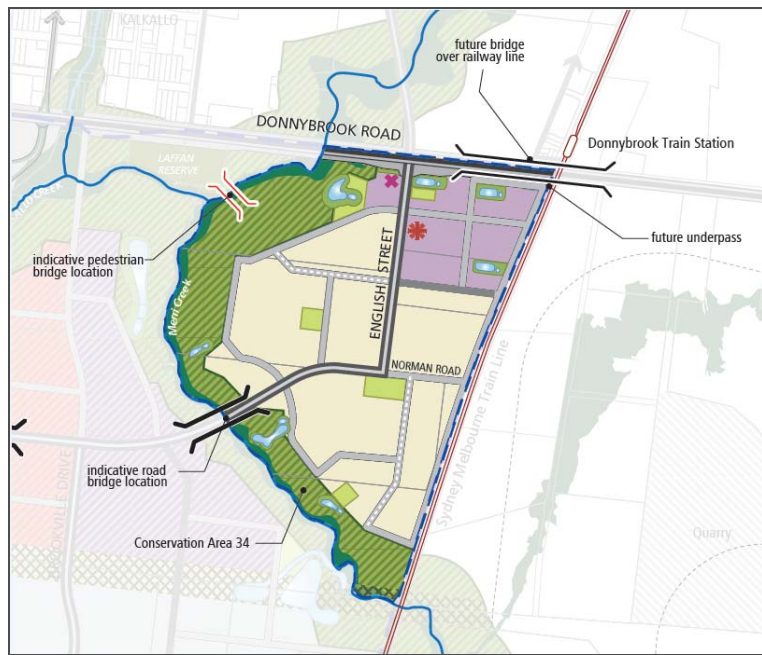 KALKALLO
future bridge
over railway line
DONNYBROOK ROAD
Donnybrook Train Station
LAFFAN
RESERVE
indicative pedestrian
bridge location
future underpass
Merri Creek
ENGLISH STREET
NORMAN ROAD
Sydney Melbourne Train Line
indicative road
bridge location
Conservation Area 34
Quarry